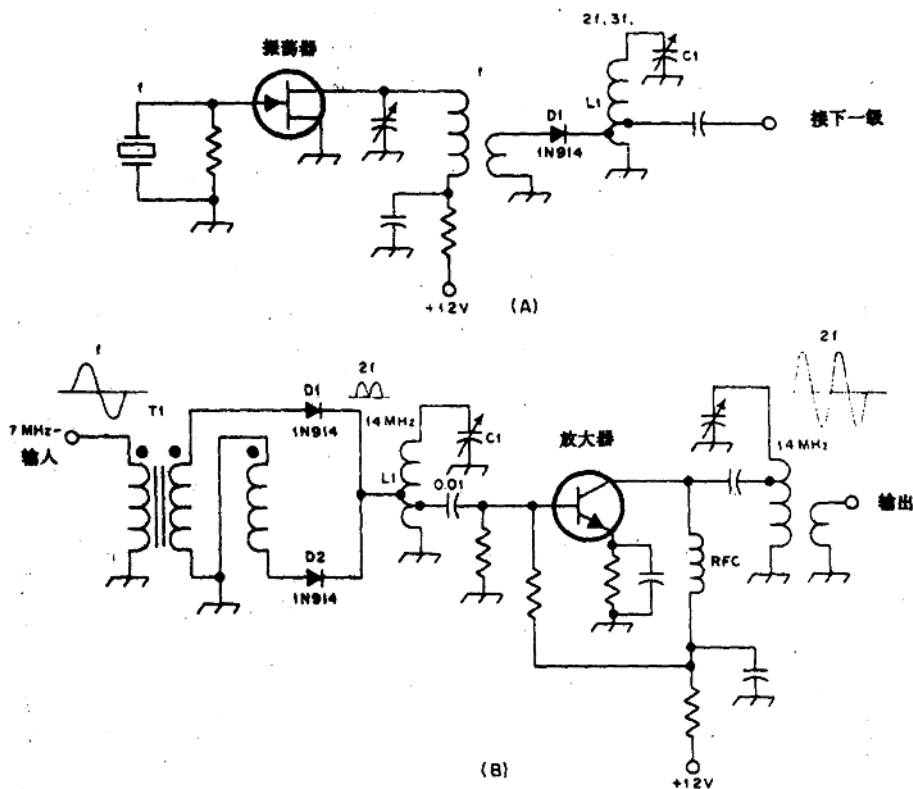 振荡器
f
f
2f, 3f,
C1
L1
D1
1N914
接下一级
+12V
(A)
f
T1
7 MHz
输人
D1
1N914
D2
1N914
2f
14 MHz
C1
L1
0.01
放大器
RFC
2f
14 MHz
输出
+12V
(B)